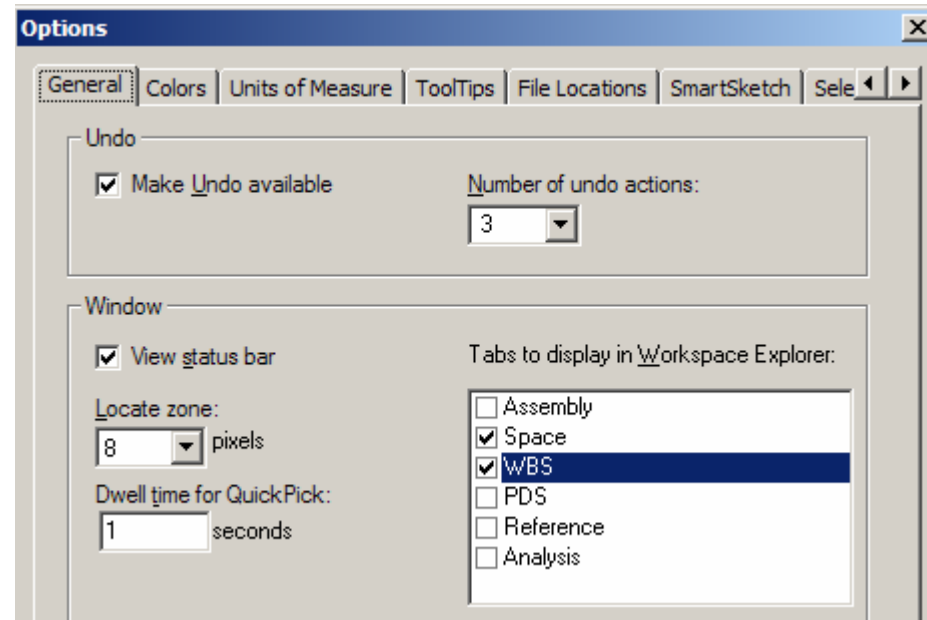 Options
General Colors Units of Measure ToolTips File Locations SmartSketch Sele
Undo
Make Undo available Number of undo actions:
3
Window
View status bar Tabs to display in Workspace Explorer:
Assembly
Locate zone: Space
8 pixels WBS
Dwell time for QuickPick: PDS
1 seconds Reference
Analysis